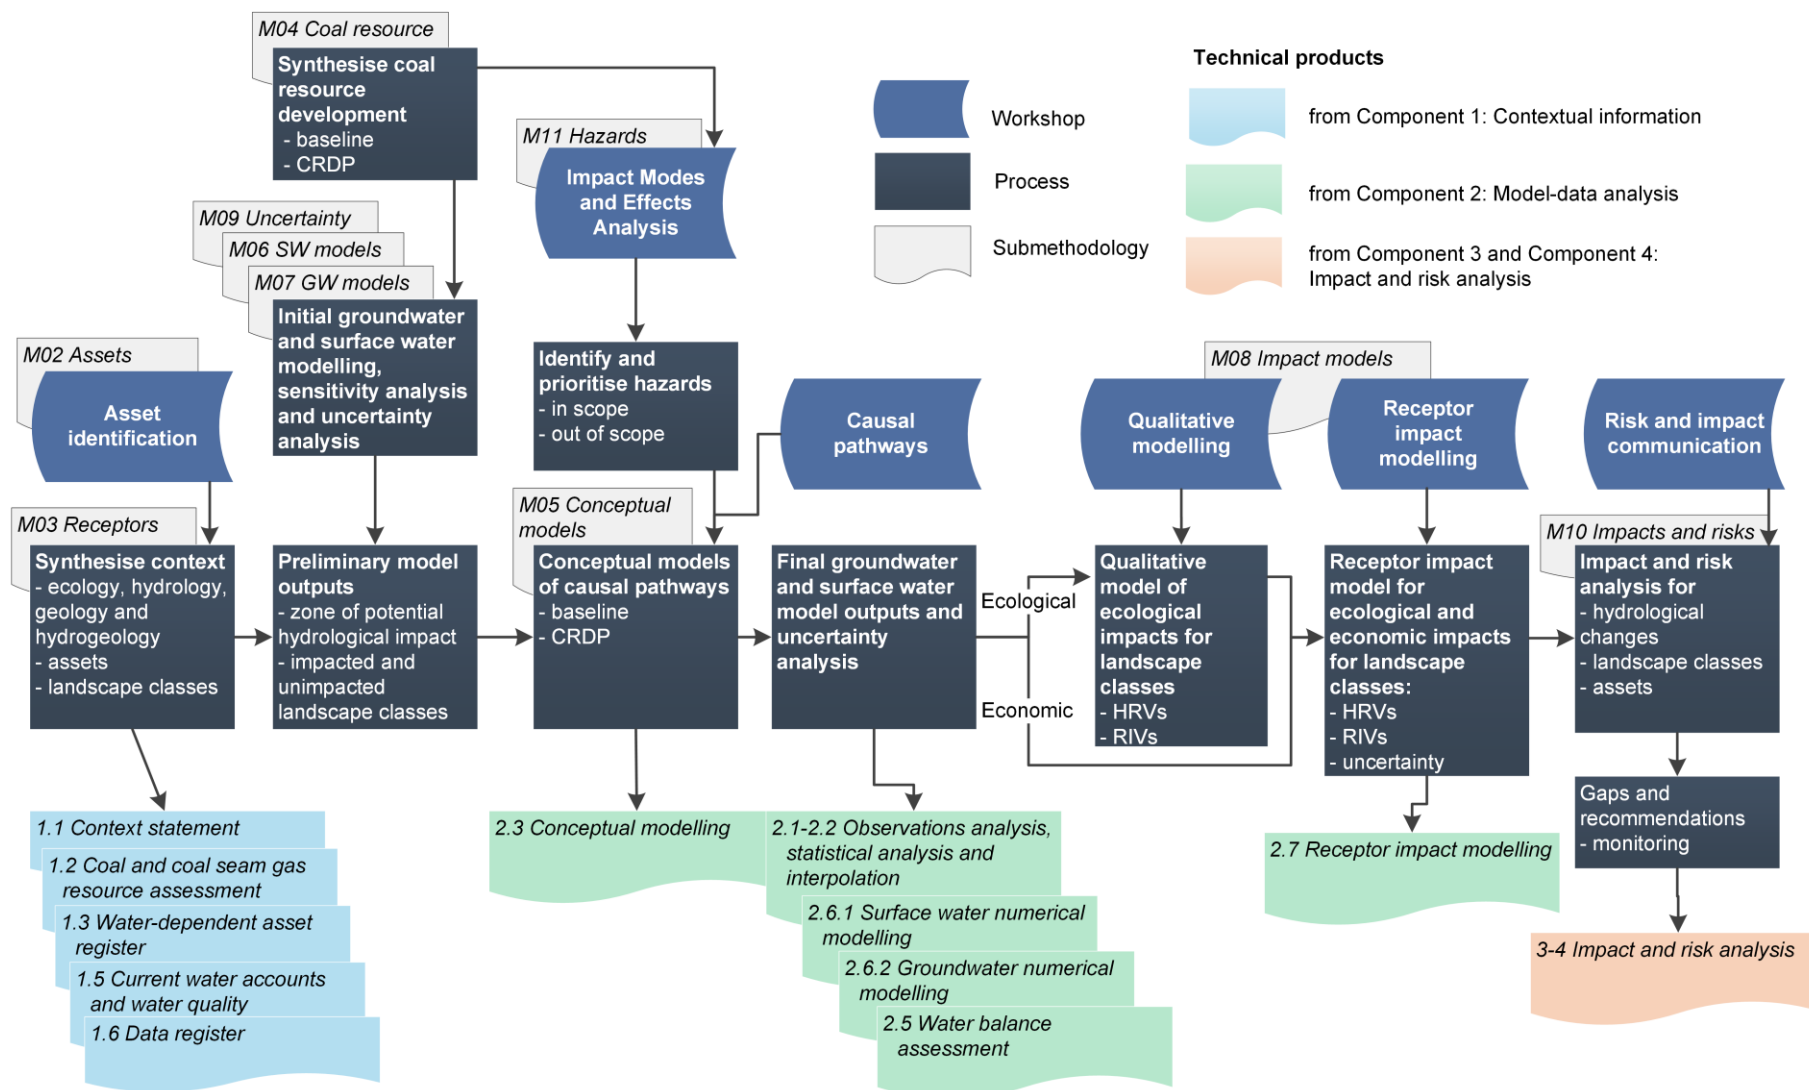 M04 Coal resource
Synthesise coal
resource
development
- baseline
- CRDP
M11 Hazards
Impact Modes
and Effects
Analysis
Workshop
Process
Submethodology
Technical products
from Component 1: Contextual information
from Component 2: Model-data analysis
from Component 3 and Component 4:
Impact and risk analysis
M09 Uncertainty
M06 SW models
M07 GW models
Initial groundwater
and surface water
modelling,
sensitivity analysis
and uncertainty
analysis
M02 Assets
Asset
identification
Identify and
prioritise hazards
- in scope
- out of scope
Causal
pathways
M08 Impact models
Qualitative
modelling
Receptor
impact
modelling
Risk and impact
communication
M03 Receptors
Synthesise context
- ecology, hydrology,
geology and
hydrogeology
- assets
- landscape classes
Preliminary model
outputs
- zone of potential
hydrological impact
- impacted and
unimpacted
landscape classes
M05 Conceptual
models
Conceptual models
of causal pathways
- baseline
- CRDP
Final groundwater
and surface water
model outputs and
uncertainty
analysis
Ecological
Economic
Qualitative
model of
ecological
impacts for
landscape
classes
- HRVs
- RIVs
Receptor impact
model for
ecological and
economic impacts
for landscape
classes:
- HRVs
- RIVs
- uncertainty
M10 Impacts and risks
Impact and risk
analysis for
- hydrological
changes
- landscape classes
- assets
Gaps and
recommendations
- monitoring
1.1 Context statement
1.2 Coal and coal seam gas
resource assessment
1.3 Water-dependent asset
register
1.5 Current water accounts
and water quality
1.6 Data register
2.3 Conceptual modelling
2.1-2.2 Observations analysis,
statistical analysis and
interpolation
2.6.1 Surface water numerical
modelling
2.6.2 Groundwater numerical
modelling
2.5 Water balance
assessment
2.7 Receptor impact modelling
3-4 Impact and risk analysis